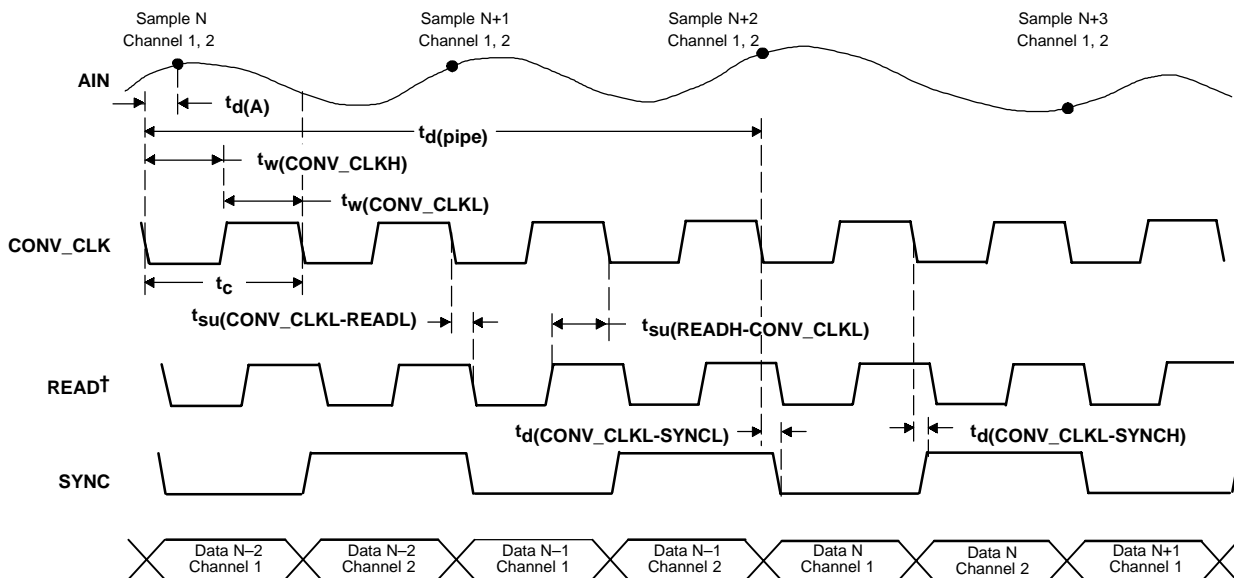 Sample N
Channel 1, 2
Sample N+1
Channel 1, 2
Sample N+2
Channel 1, 2
Sample N+3
Channel 1, 2
AIN
td(A)
td(pipe)
tw(CONV_CLKH)
tw(CONV_CLKL)
CONV_CLK
tc
tsu(CONV_CLKL-READL)
tsu(READH-CONV_CLKL)
READ†
td(CONV_CLKL-SYNCL)
td(CONV_CLKL-SYNCH)
SYNC
Data N–2
Channel 1
Data N–2
Channel 2
Data N–1
Channel 1
Data N–1
Channel 2
Data N
Channel 1
Data N
Channel 2
Data N+1
Channel 1